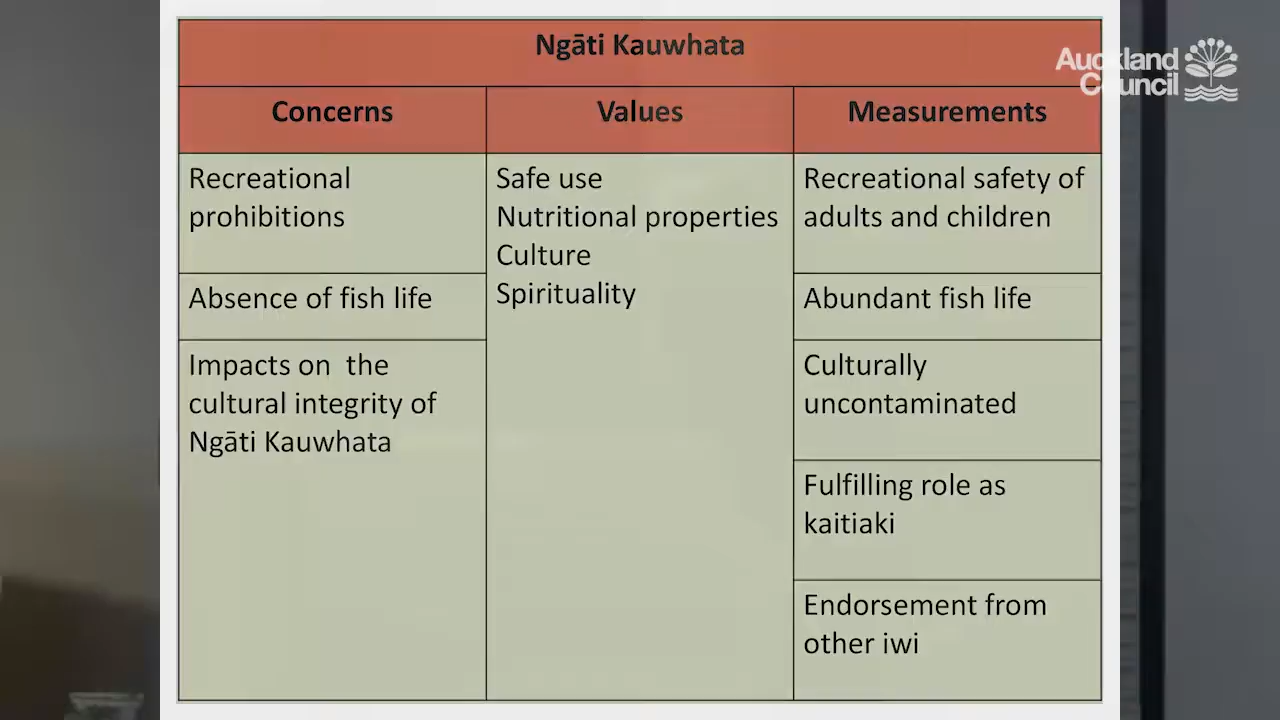 Ngāti Kauwhata
Auckland
Council
Concerns
Values
Measurements
Recreational
prohibitions
Safe use
Nutritional properties
Culture
Spirituality
Recreational safety of
adults and children
Absence of fish life
Abundant fish life
Impacts on the
cultural integrity of
Ngāti Kauwhata
Culturally
uncontaminated
Fulfilling role as
kaitiaki
Endorsement from
other iwi